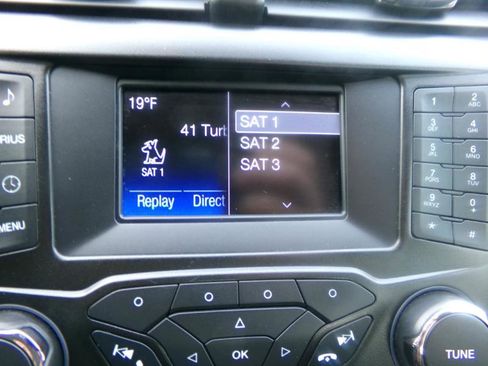 19°F
41 Turb
SAT 1
Replay Direct
SAT 1
SAT 2
SAT 3
RIUS
MENU
1
2 ABC
3 DEF
4 GHI
5 JKL
6 MNO
7 PQRS
8 TUV
9 WXYZ
0 +
*
#
OK
TUNE